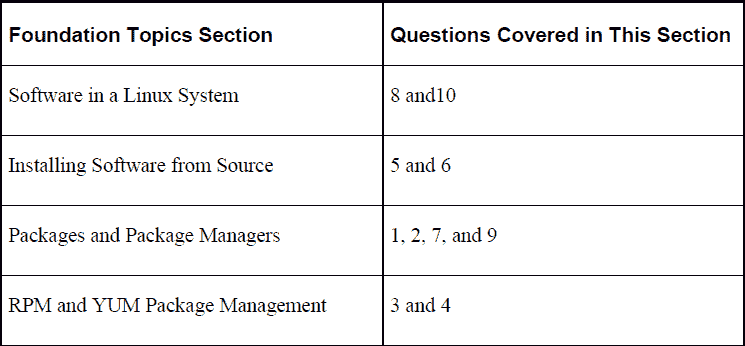 Foundation Topics Section Questions Covered in This Section
Software in a Linux System 8 and10
Installing Software from Source 5 and 6
Packages and Package Managers 1, 2, 7, and 9
RPM and YUM Package Management 3 and 4